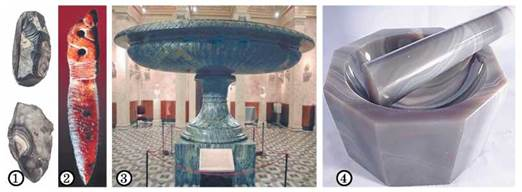 ① ② ③ ④